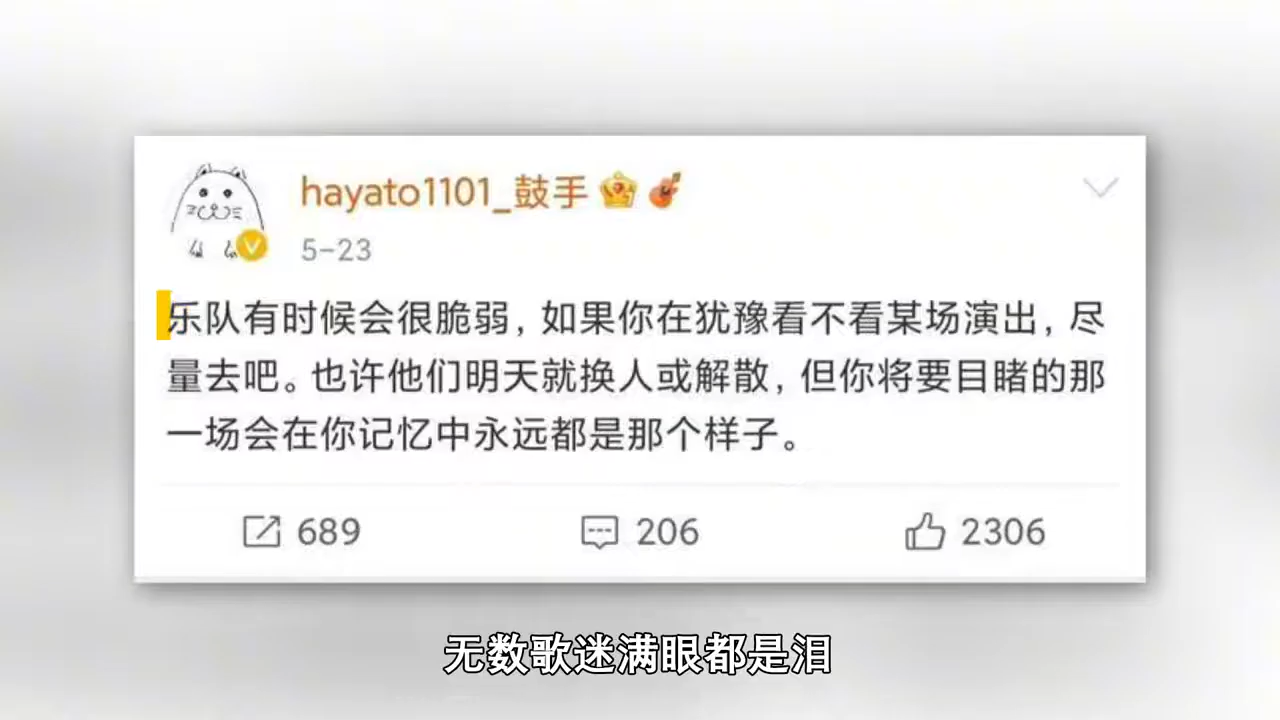 hayato1101_鼓手
5-23
乐队有时候会很脆弱，如果你在犹豫看不看某场演出，尽
量去吧。也许他们明天就换人或解散，但你将要目睹的那
一场会在你记忆中永远都是那个样子。
689
206
2306
无数歌迷满眼都是泪